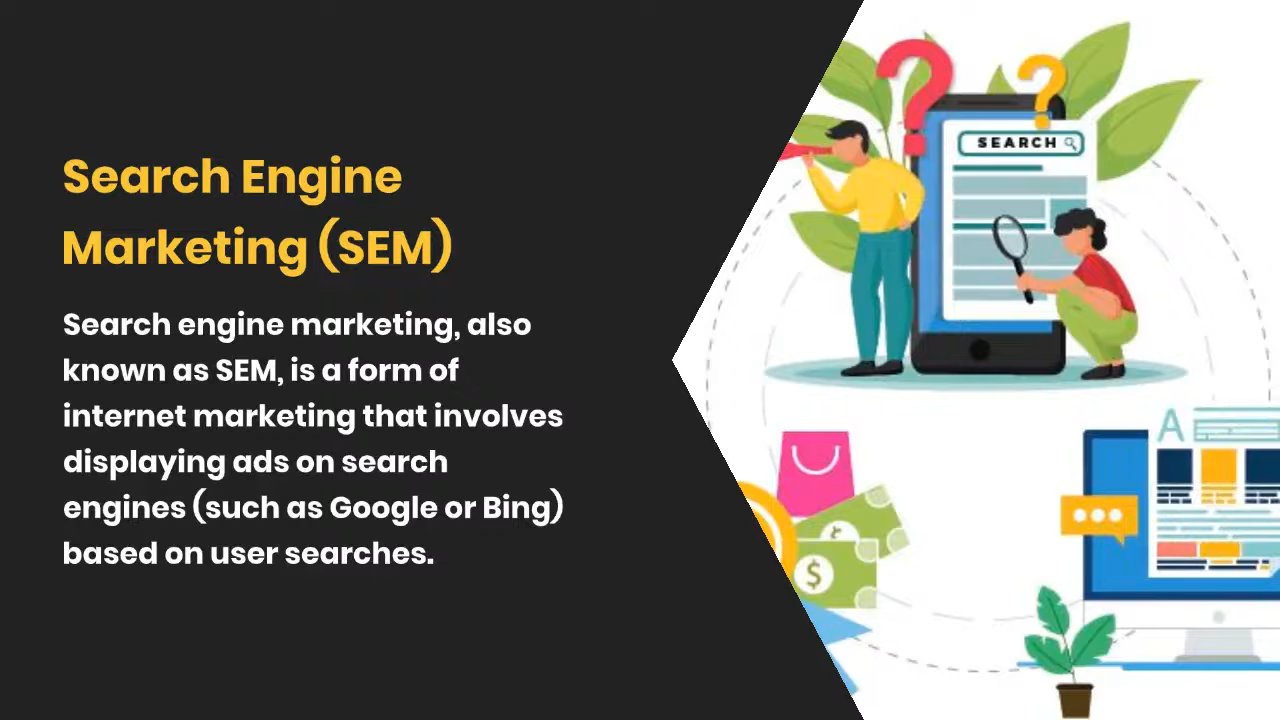 Search Engine
Marketing (SEM)
Search engine marketing, also
known as SEM, is a form of
internet marketing that involves
displaying ads on search
engines (such as Google or Bing)
based on user searches.
? ?
SEARCH
A
$